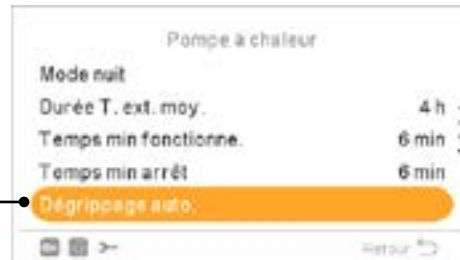 Pompe à chaleur
Mode nuit
Durée T. ext. moy. 4 h
Temps min fonctionne. 6 min
Temps min arrêt 6 min
Dégrippage auto.
Retour